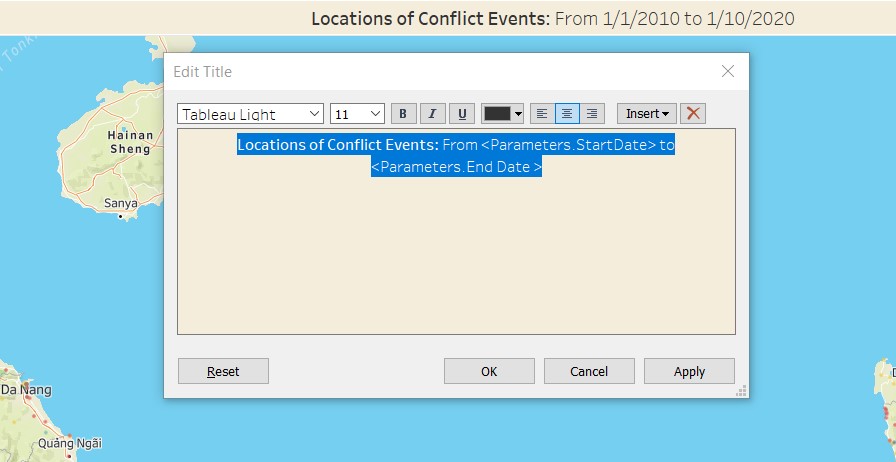 Locations of Conflict Events: From 1/1/2010 to 1/10/2020
Edit Title
Tableau Light
11
B
I
U
Insert
Locations of Conflict Events: From <Parameters.StartDate> to
<Parameters.End Date >
Reset
OK
Cancel
Apply
Hainan
Sheng
Sanya
Da Nang
Quảng Ngãi